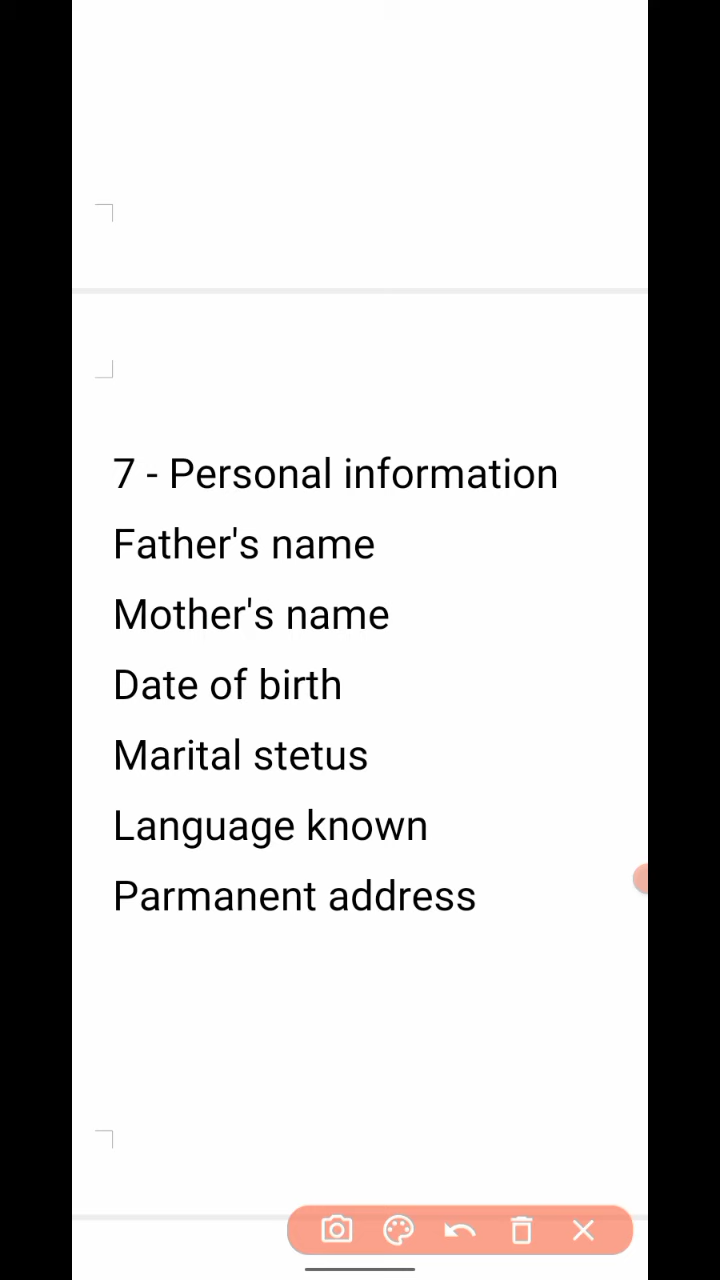 7 - Personal information
Father's name
Mother's name
Date of birth
Marital stetus
Language known
Parmanent address